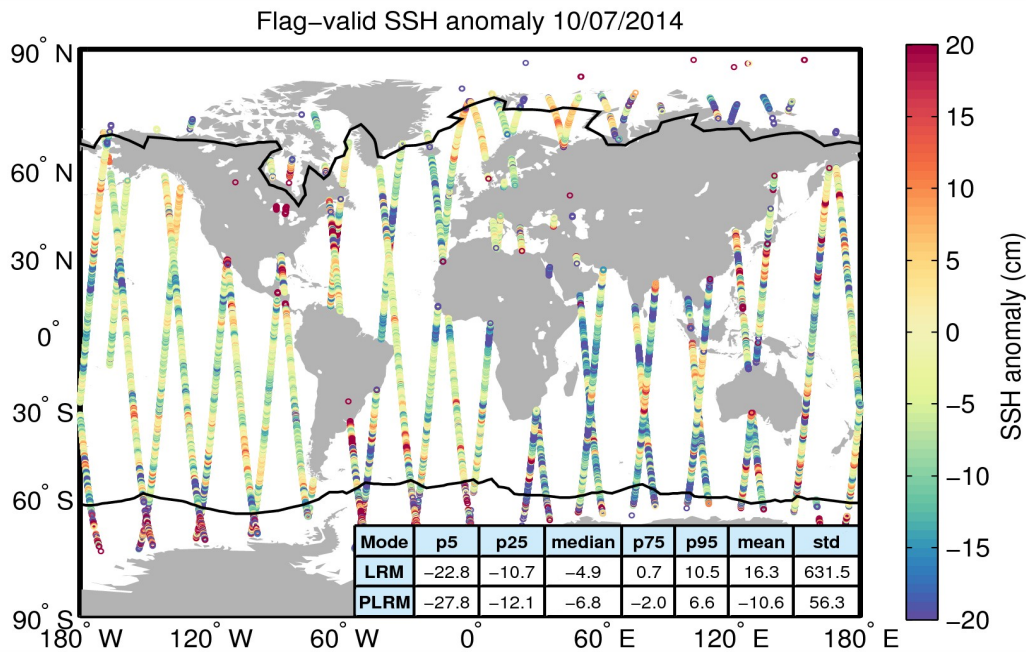 Flag−valid SSH anomaly 10/07/2014
90° N
60° N
30° N
0°
30° S
60° S
90° S
180° W 120° W 60° W 0° 60° E 120° E 180° E
Mode p5 p25 median p75 p95 mean std
LRM −22.8 −10.7 −4.9 0.7 10.5 16.3 631.5
PLRM −27.8 −12.1 −6.8 −2.0 6.6 −10.6 56.3
20
15
10
5
0
−5
−10
−15
−20
SSH anomaly (cm)